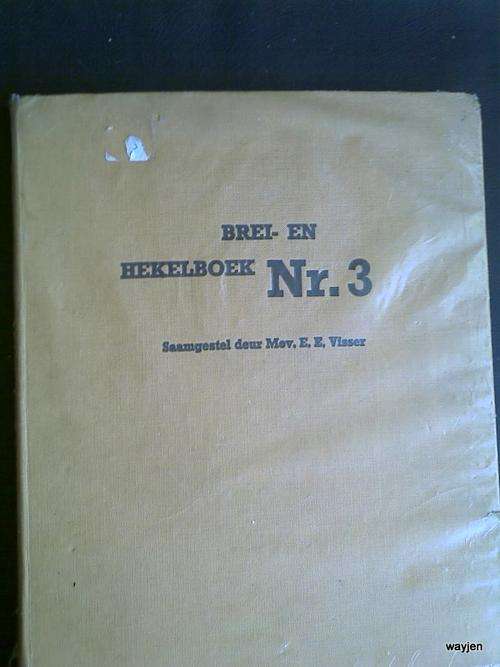 BREI- EN
HEKELBOEK Nr. 3
Saamgestel deur Mev. E. E. Visser
wayjen